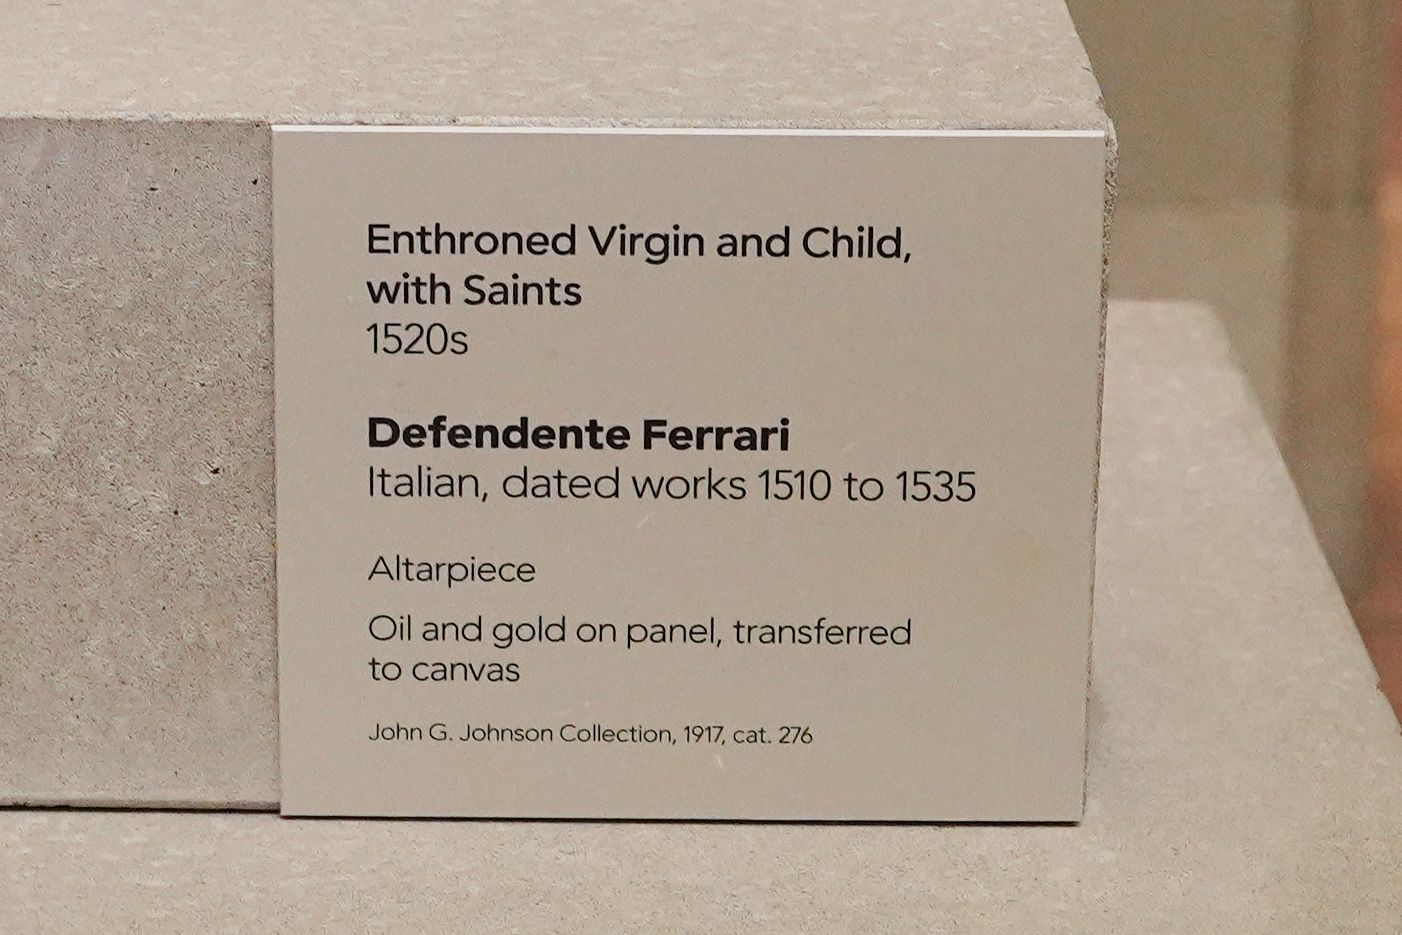 Enthroned Virgin and Child,
with Saints
1520s
Defendente Ferrari
Italian, dated works 1510 to 1535
Altarpiece
Oil and gold on panel, transferred
to canvas
John G. Johnson Collection, 1917, cat. 276